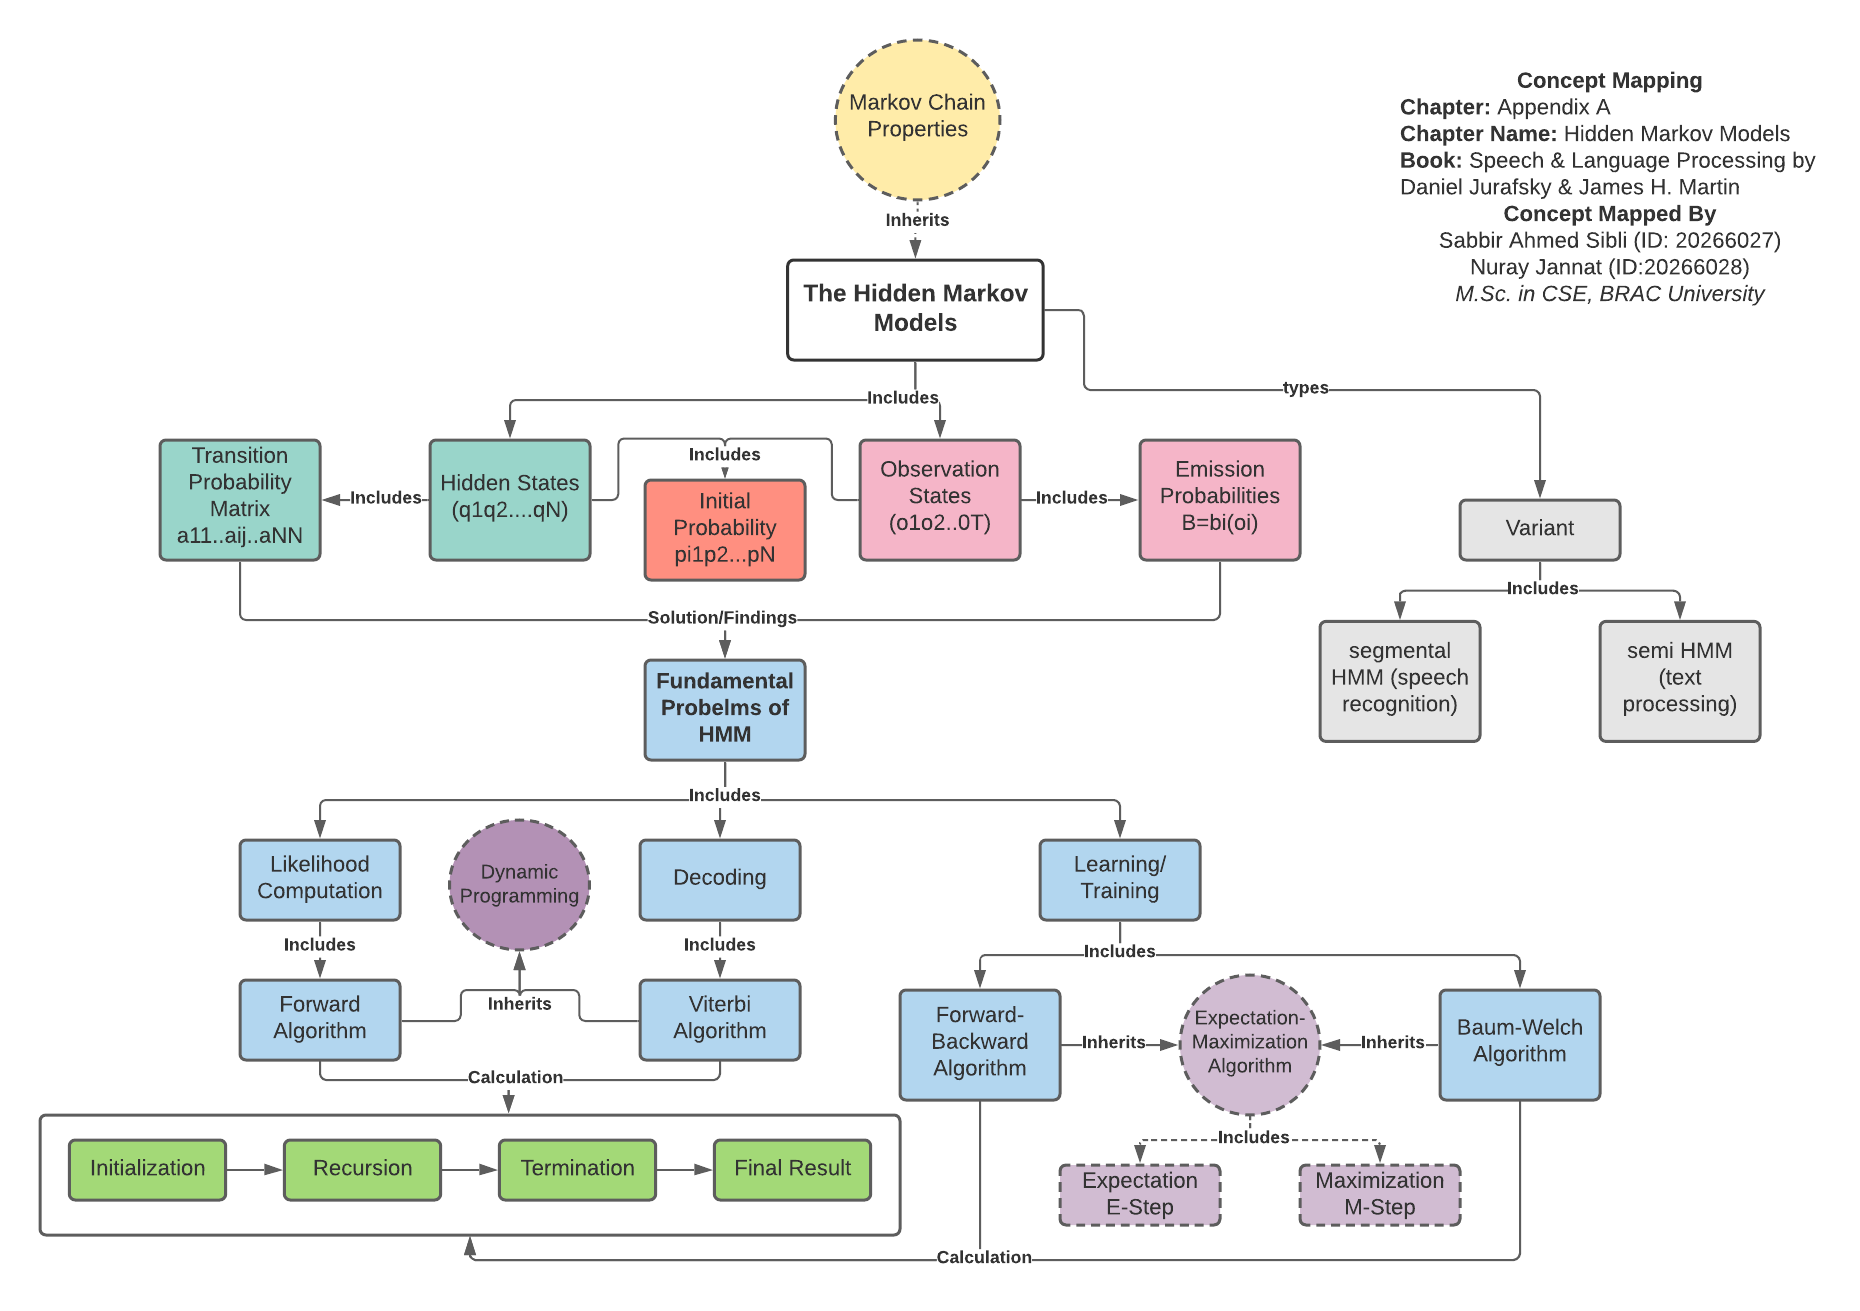 Markov Chain
Properties
Concept Mapping
Chapter: Appendix A
Chapter Name: Hidden Markov Models
Book: Speech & Language Processing by
Daniel Jurafsky & James H. Martin
Concept Mapped By
Sabbir Ahmed Sibli (ID: 20266027)
Nuray Jannat (ID:20266028)
M.Sc. in CSE, BRAC University
Inherits
The Hidden Markov
Models
types
Includes
Transition
Probability
Matrix
a11..aij..aNN
Includes
Hidden States
(q1q2....qN)
Includes
Initial
Probability
pi1p2...pN
Observation
States
(o1o2..0T)
Includes
Emission
Probabilities
B=bi(oi)
Variant
Includes
segmental
HMM (speech
recognition)
semi HMM
(text
processing)
Solution/Findings
Fundamental
Probelms of
HMM
Includes
Likelihood
Computation
Dynamic
Programming
Decoding
Learning/
Training
Includes
Includes
Includes
Forward
Algorithm
Inherits
Viterbi
Algorithm
Forward-
Backward
Algorithm
Inherits
Expectation-
Maximization
Algorithm
Inherits
Baum-Welch
Algorithm
Calculation
Includes
Initialization
Recursion
Termination
Final Result
Expectation
E-Step
Maximization
M-Step
Calculation